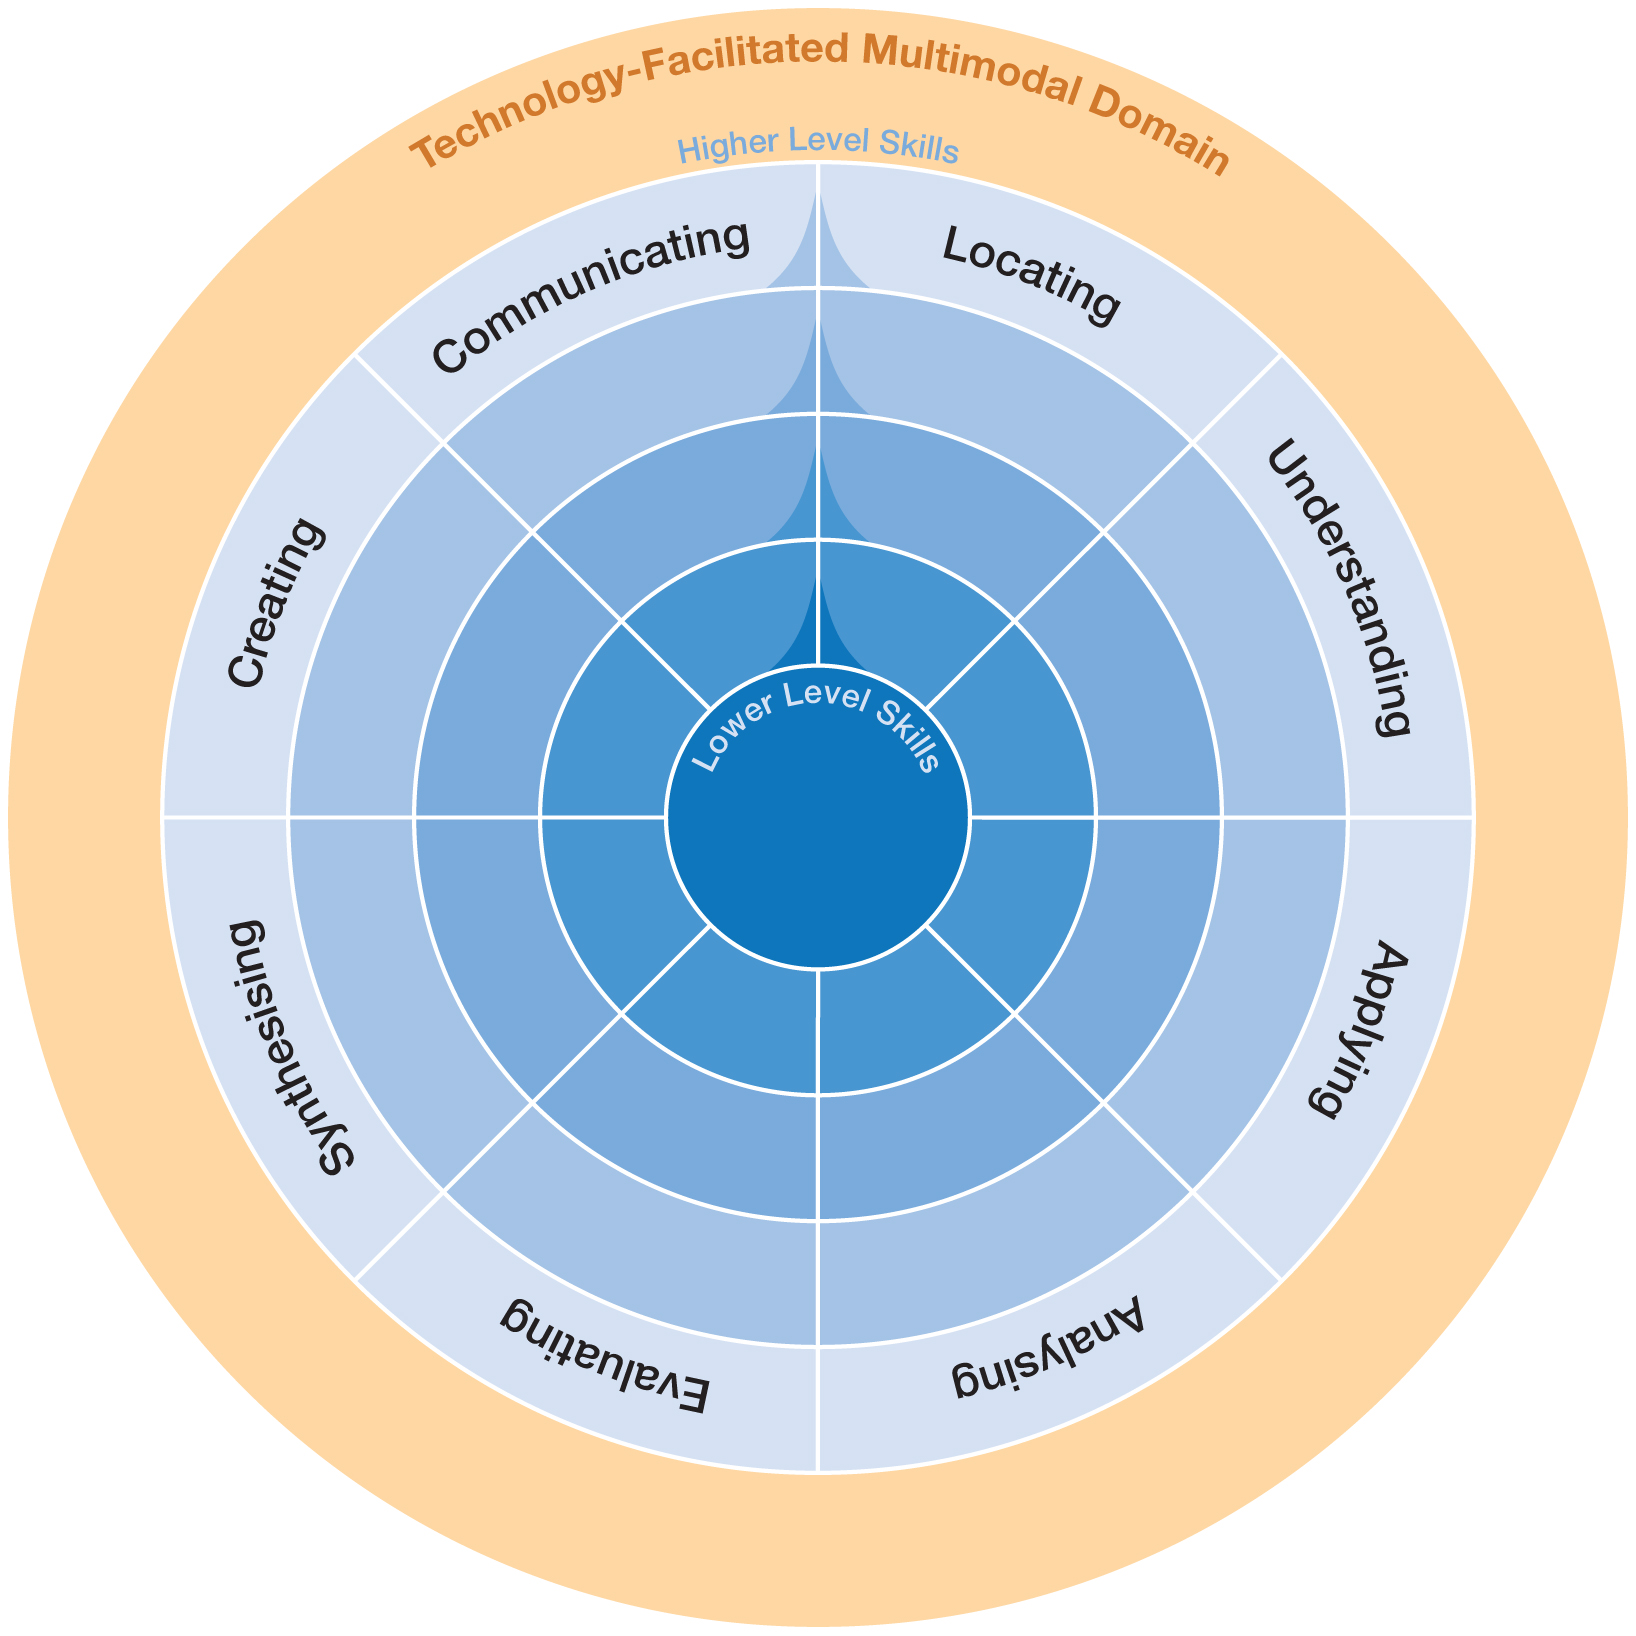 Technology-Facilitated Multimodal Domain
Higher Level Skills
Locating
Understanding
Applying
Analysing
Evaluating
Synthesising
Creating
Communicating
Lower Level Skills